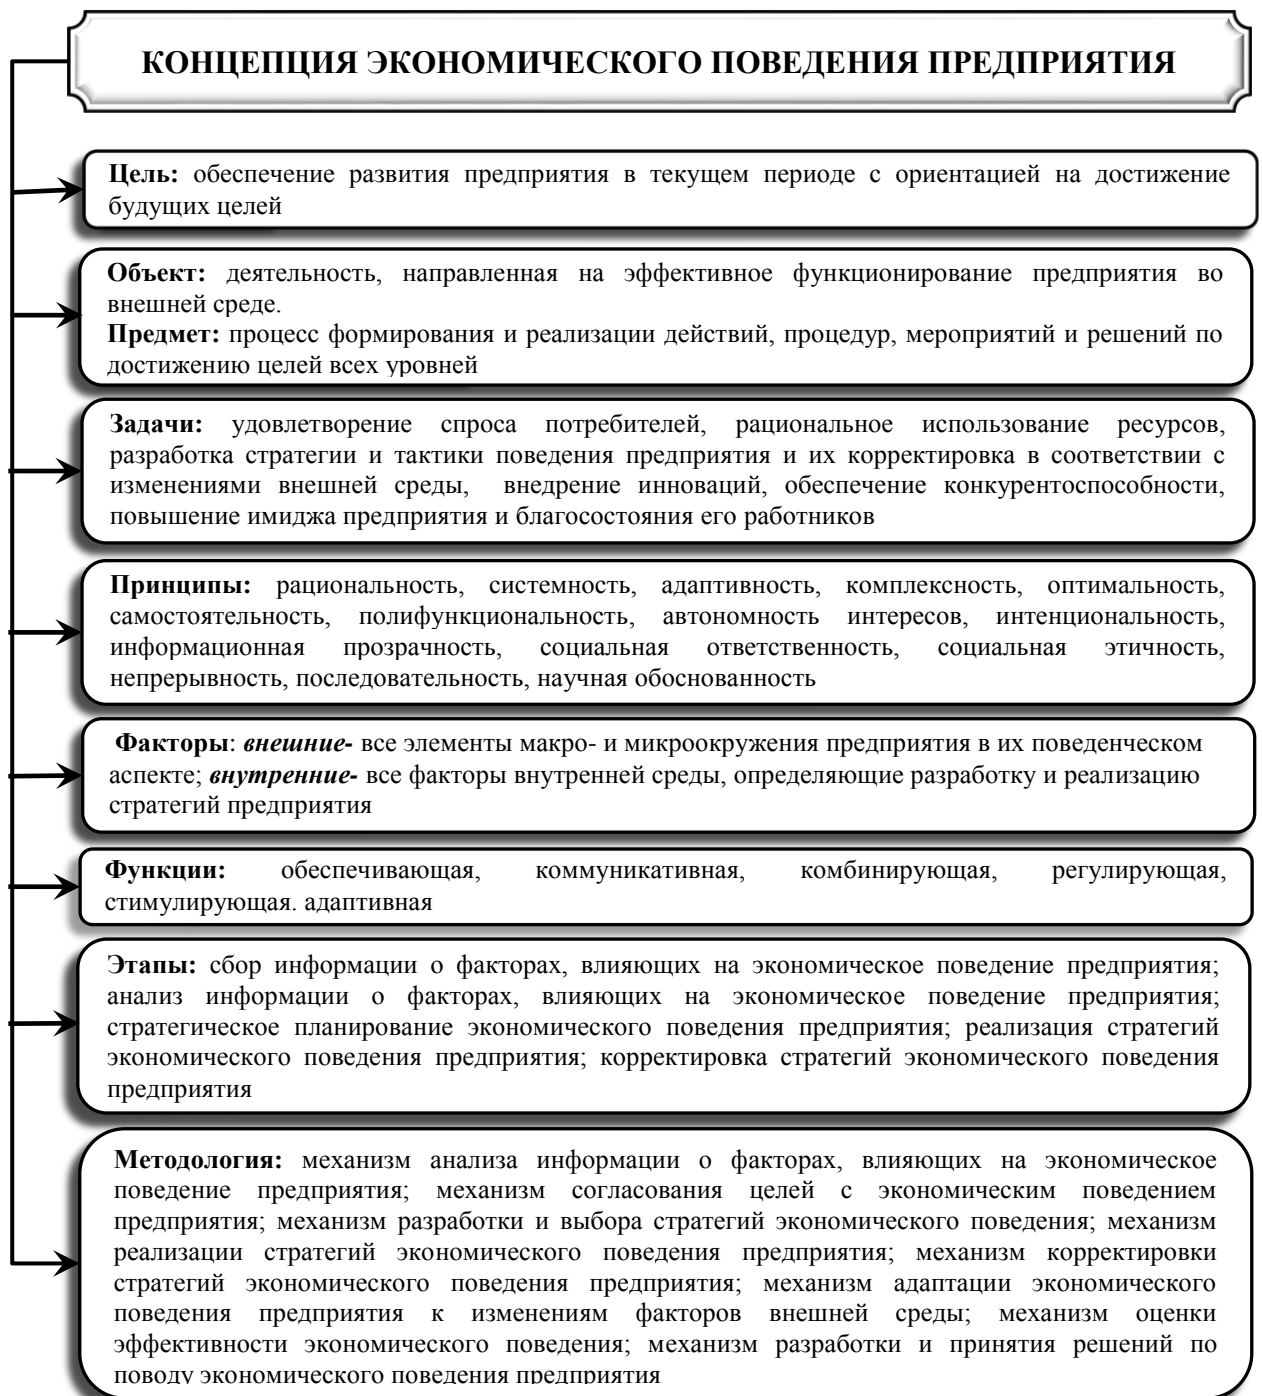 КОНЦЕПЦИЯ ЭКОНОМИЧЕСКОГО ПОВЕДЕНИЯ ПРЕДПРИЯТИЯ
Цель: обеспечение развития предприятия в текущем периоде с ориентацией на достижение
будущих целей
Объект: деятельность, направленная на эффективное функционирование предприятия во
внешней среде.
Предмет: процесс формирования и реализации действий, процедур, мероприятий и решений по
достижению целей всех уровней
Задачи: удовлетворение спроса потребителей, рациональное использование ресурсов,
разработка стратегии и тактики поведения предприятия и их корректировка в соответствии с
изменениями внешней среды, внедрение инноваций, обеспечение конкурентоспособности,
повышение имиджа предприятия и благосостояния его работников
Принципы: рациональность, системность, адаптивность, комплексность, оптимальность,
самостоятельность, полифункциональность, автономность интересов, интенциональность,
информационная прозрачность, социальная ответственность, социальная этичность,
непрерывность, последовательность, научная обоснованность
Факторы: внешние- все элементы макро- и микроокружения предприятия в их поведенческом
аспекте; внутренние- все факторы внутренней среды, определяющие разработку и реализацию
стратегий предприятия
Функции: обеспечивающая, коммуникативная, комбинирующая, регулирующая,
стимулирующая. адаптивная
Этапы: сбор информации о факторах, влияющих на экономическое поведение предприятия;
анализ информации о факторах, влияющих на экономическое поведение предприятия;
стратегическое планирование экономического поведения предприятия; реализация стратегий
экономического поведения предприятия; корректировка стратегий экономического поведения
предприятия
Методология: механизм анализа информации о факторах, влияющих на экономическое
поведение предприятия; механизм согласования целей с экономическим поведением
предприятия; механизм разработки и выбора стратегий экономического поведения; механизм
реализации стратегий экономического поведения предприятия; механизм корректировки
стратегий экономического поведения предприятия; механизм адаптации экономического
поведения предприятия к изменениям факторов внешней среды; механизм оценки
эффективности экономического поведения; механизм разработки и принятия решений по
поводу экономического поведения предприятия